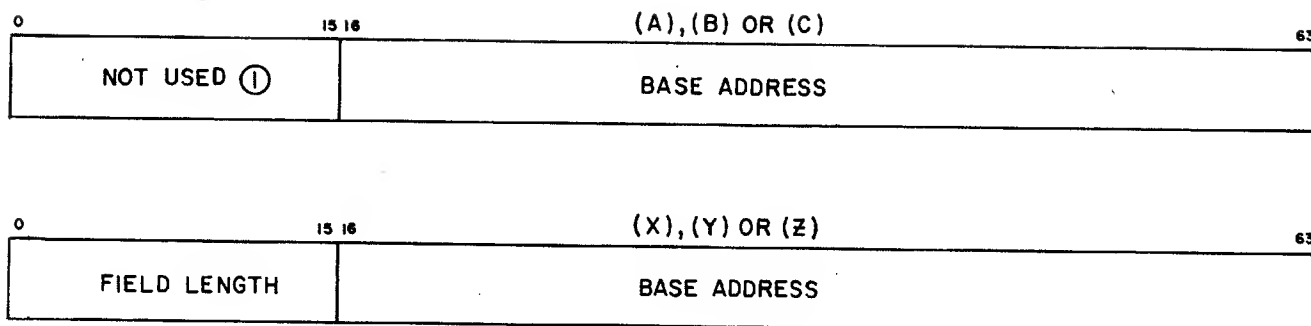 0 15 16 (A), (B) OR (C) 63
NOT USED ① BASE ADDRESS
0 15 16 (X), (Y) OR (Z) 63
FIELD LENGTH BASE ADDRESS